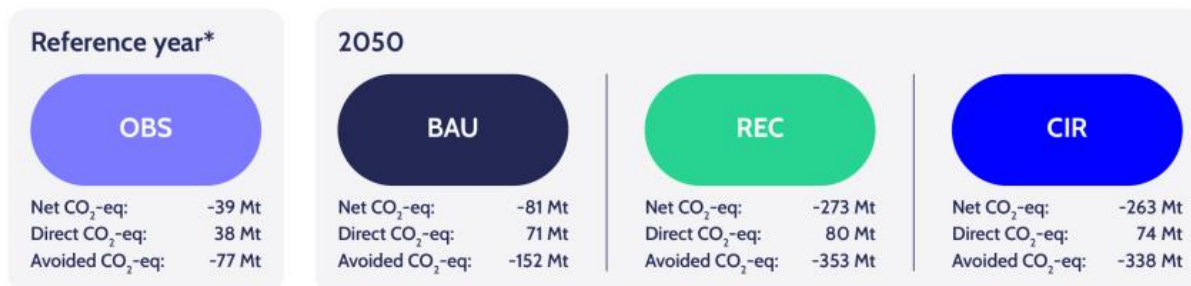 Reference year*
OBS
Net CO₂-eq: -39 Mt
Direct CO₂-eq: 38 Mt
Avoided CO₂-eq: -77 Mt
2050
BAU
Net CO₂-eq: -81 Mt
Direct CO₂-eq: 71 Mt
Avoided CO₂-eq: -152 Mt
REC
Net CO₂-eq: -273 Mt
Direct CO₂-eq: 80 Mt
Avoided CO₂-eq: -353 Mt
CIR
Net CO₂-eq: -263 Mt
Direct CO₂-eq: 74 Mt
Avoided CO₂-eq: -338 Mt